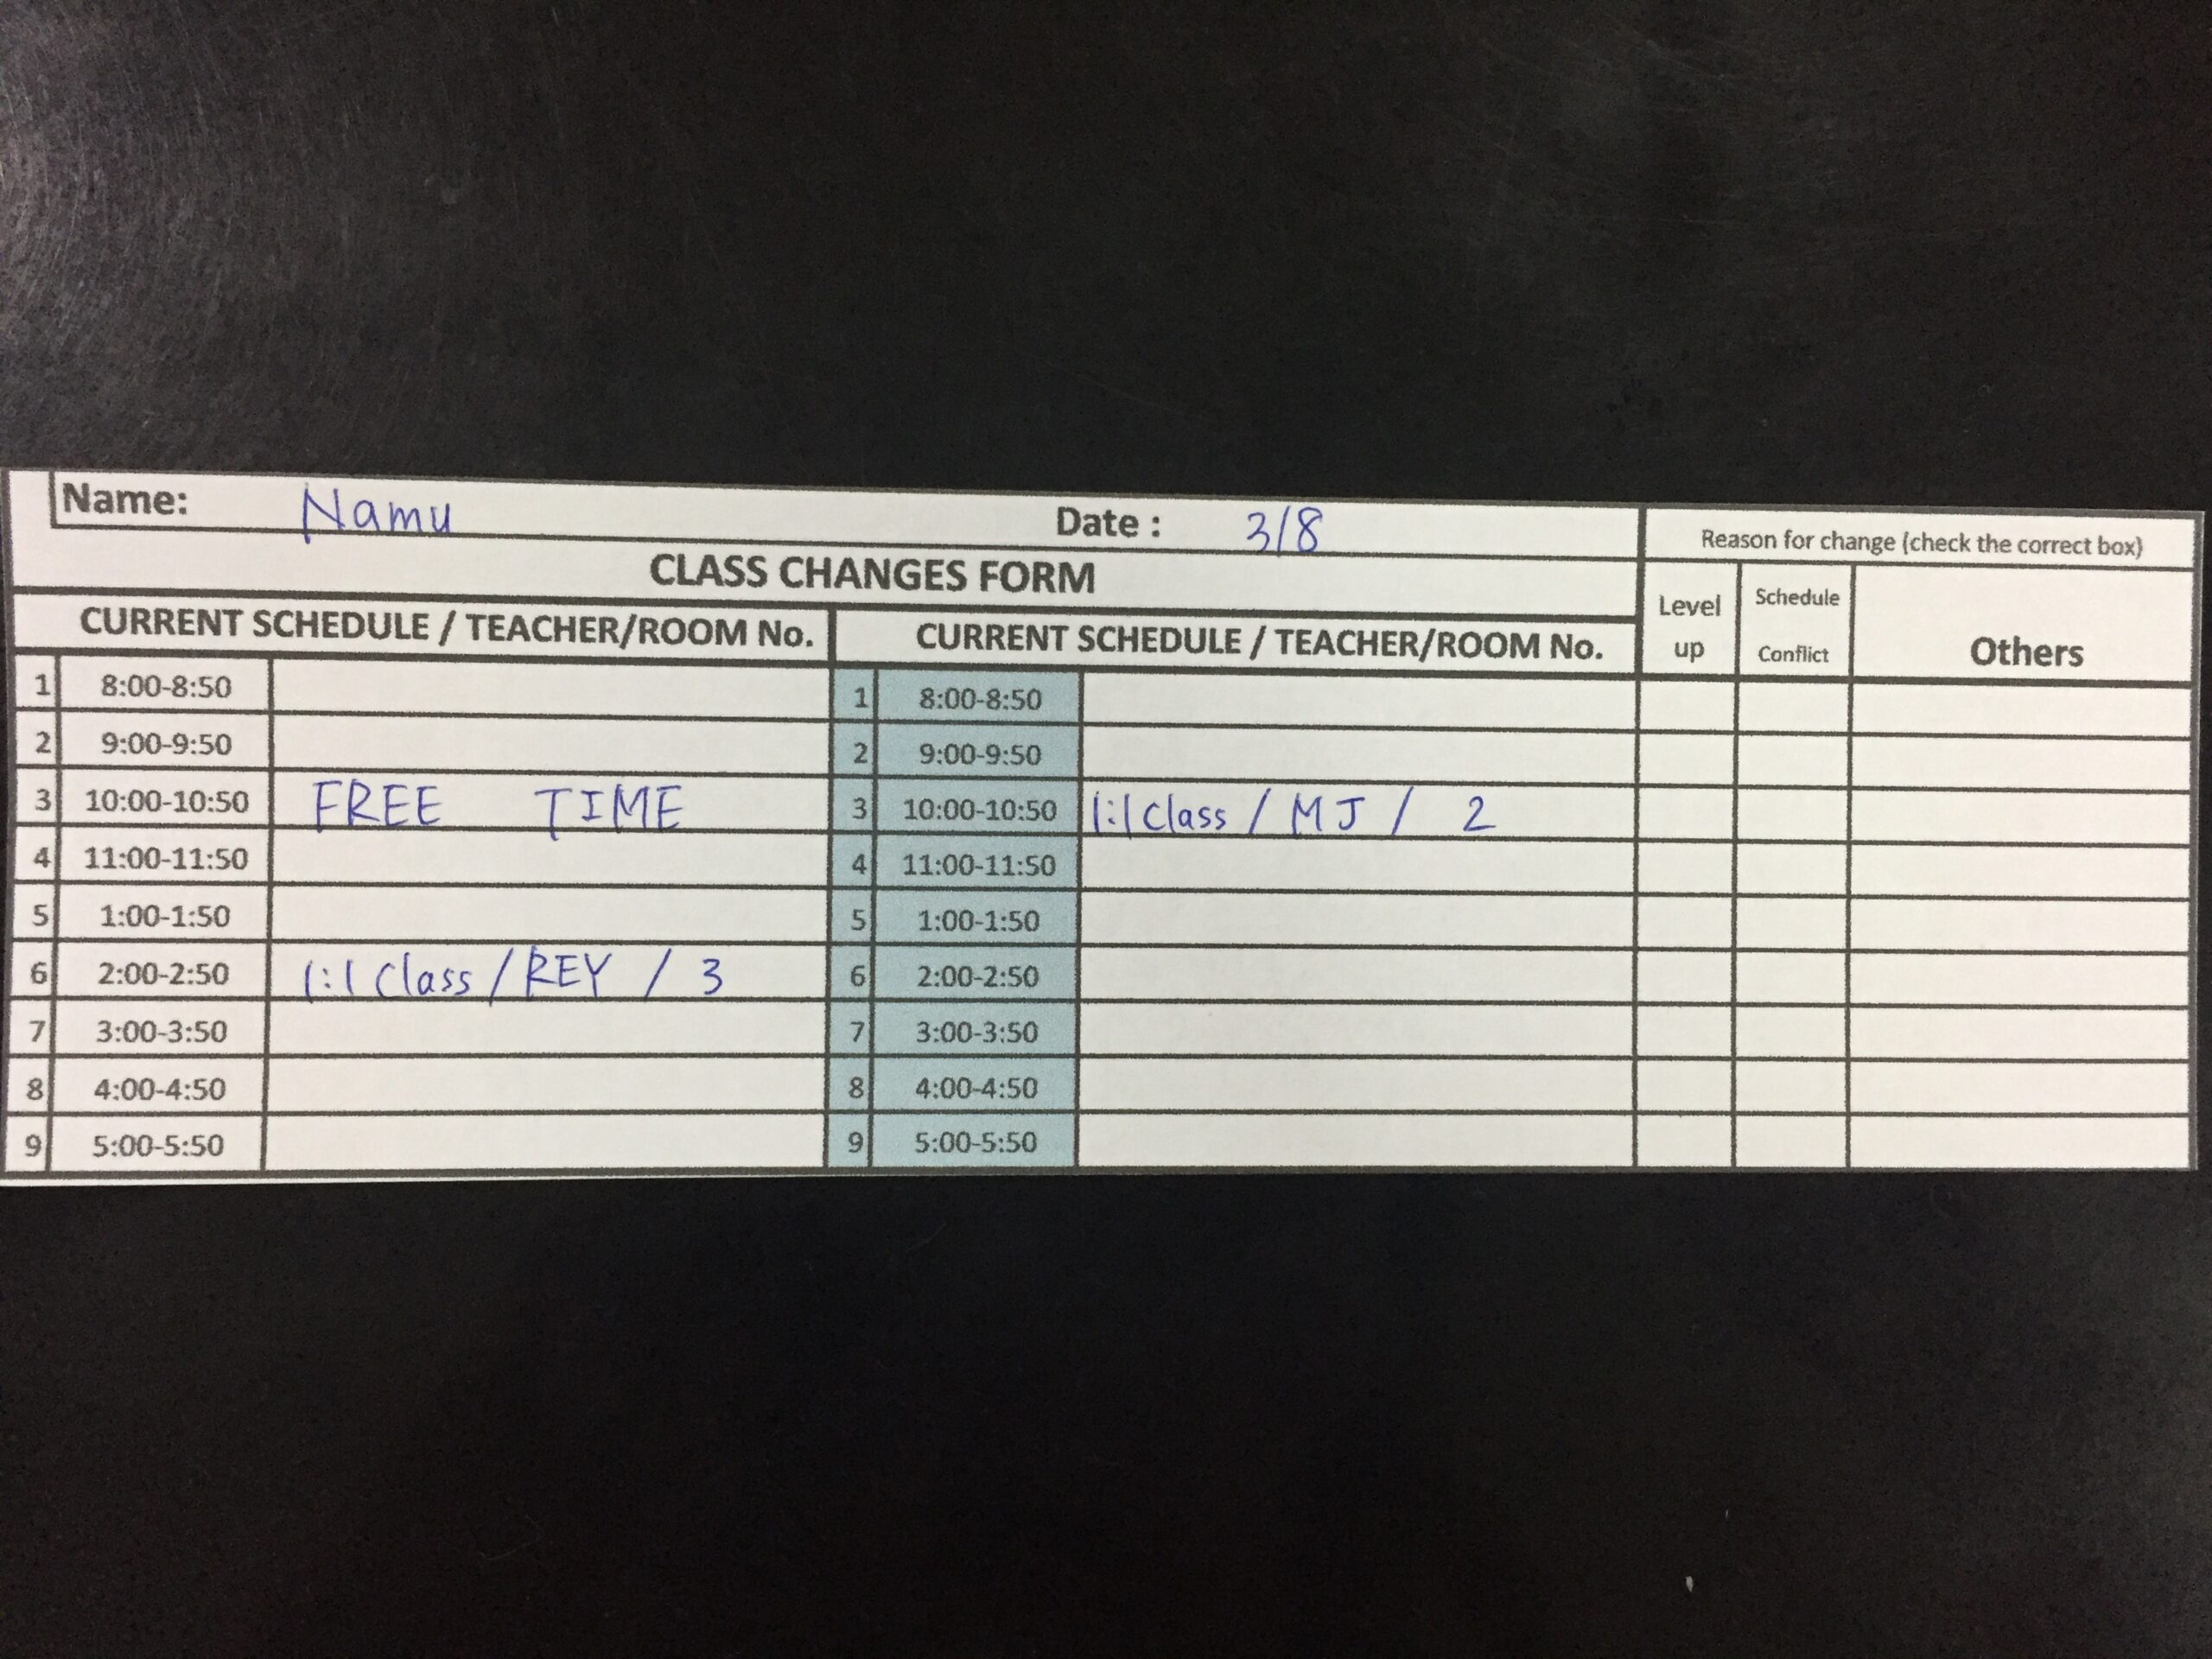 Name: Namu Date : 3/8 Reason for change (check the correct box)
CLASS CHANGES FORM
CURRENT SCHEDULE / TEACHER/ROOM No. CURRENT SCHEDULE / TEACHER/ROOM No. Level up Schedule Conflict Others
1 8:00-8:50 1 8:00-8:50
2 9:00-9:50 2 9:00-9:50
3 10:00-10:50 FREE TIME 3 10:00-10:50 1:1 Class / MJ / 2
4 11:00-11:50 4 11:00-11:50
5 1:00-1:50 5 1:00-1:50
6 2:00-2:50 1:1 Class / REY / 3 6 2:00-2:50
7 3:00-3:50 7 3:00-3:50
8 4:00-4:50 8 4:00-4:50
9 5:00-5:50 9 5:00-5:50